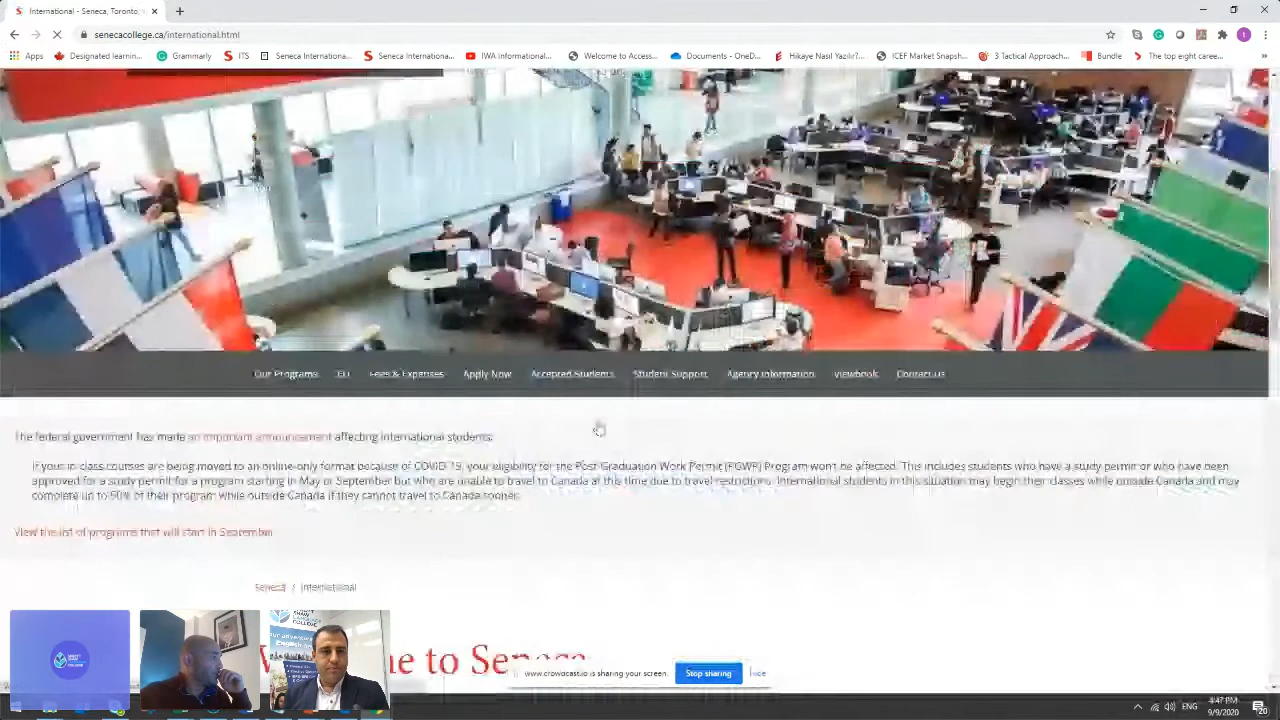 International - Seneca, Toronto,
senecacollege.ca/international.html
Apps Designated learnin... Grammarly ITS Seneca Internationa... Seneca Internationa... IWA Informational... Welcome to Access... Documents - OneD... Hikaye Nasıl Yazılır?... ICEF Market Snapsh... 3 Tactical Approach... Bundle The top eight caree...
Our Programs ELI Fees & Expenses Apply Now Accepted Students Student Support Agency Information Viewbook Contact us
The federal government has made an important announcement affecting international students:
If your in-class courses are being moved to an online-only format because of COVID-19, your eligibility for the Post-Graduation Work Permit (PGWP) Program won't be affected. This includes students who have a study permit or who have been
approved for a study permit for a program starting in May or September but who are unable to travel to Canada at this time due to travel restrictions. International students in this situation may begin their classes while outside Canada and may
complete up to 50% of their program while outside Canada if they cannot travel to Canada sooner.
View the list of programs that will start in September
Seneca / International
me to Seneca
www.crowdcast.io is sharing your screen. Stop sharing Hide
ENG
4:47 PM
9/9/2020
20